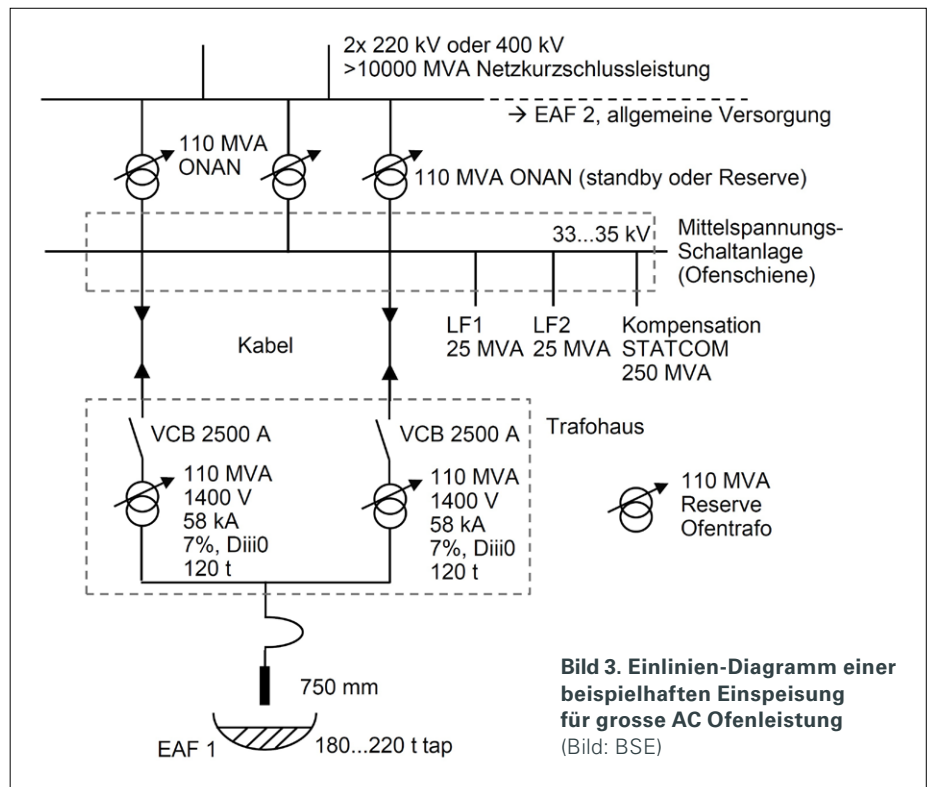 2x 220 kV oder 400 kV
>10000 MVA Netzkurzschlussleistung
→ EAF 2, allgemeine Versorgung
110 MVA
ONAN
110 MVA ONAN (standby oder Reserve)
33...35 kV
Mittelspannungs-
Schaltanlage
(Ofenschiene)
LF1
25 MVA
LF2
25 MVA
Kompensation
STATCOM
250 MVA
Kabel
Trafohaus
VCB 2500 A
110 MVA
1400 V
58 kA
7%, Diii0
120 t
VCB 2500 A
110 MVA
1400 V
58 kA
7%, Diii0
120 t
110 MVA
Reserve
Ofentrafo
750 mm
EAF 1
180...220 t tap
Bild 3. Einlinien-Diagramm einer
beispielhaften Einspeisung
für grosse AC Ofenleistung
(Bild: BSE)